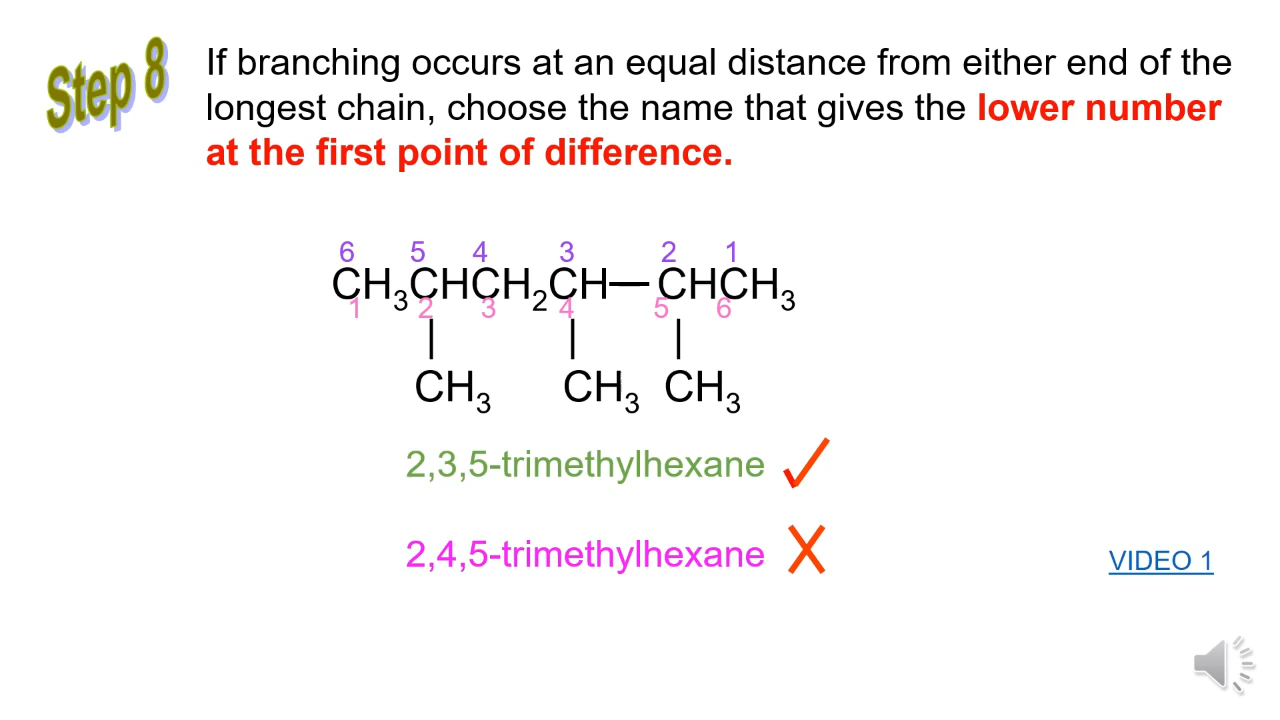 Step 8
If branching occurs at an equal distance from either end of the
longest chain, choose the name that gives the lower number
at the first point of difference.
6 5 4 3 2 1
CH₃CHCH₂CH—CHCH₃
1 2 3 4 5 6
| | |
CH₃ CH₃ CH₃
2,3,5-trimethylhexane ✓
2,4,5-trimethylhexane X
VIDEO 1